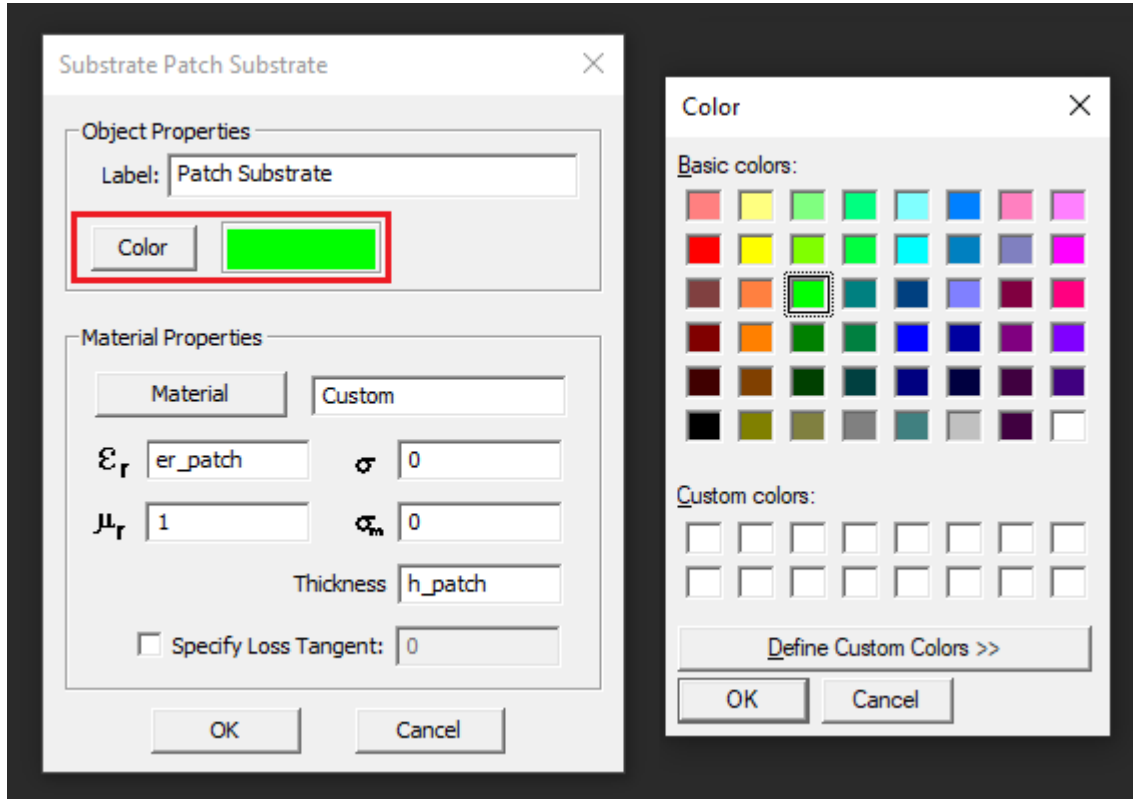 Substrate Patch Substrate
Object Properties
Label: Patch Substrate
Color
Material Properties
Material Custom
εr er_patch σ 0
μr 1 σm 0
Thickness h_patch
Specify Loss Tangent: 0
OK Cancel
Color
Basic colors:
Custom colors:
Define Custom Colors >>
OK Cancel